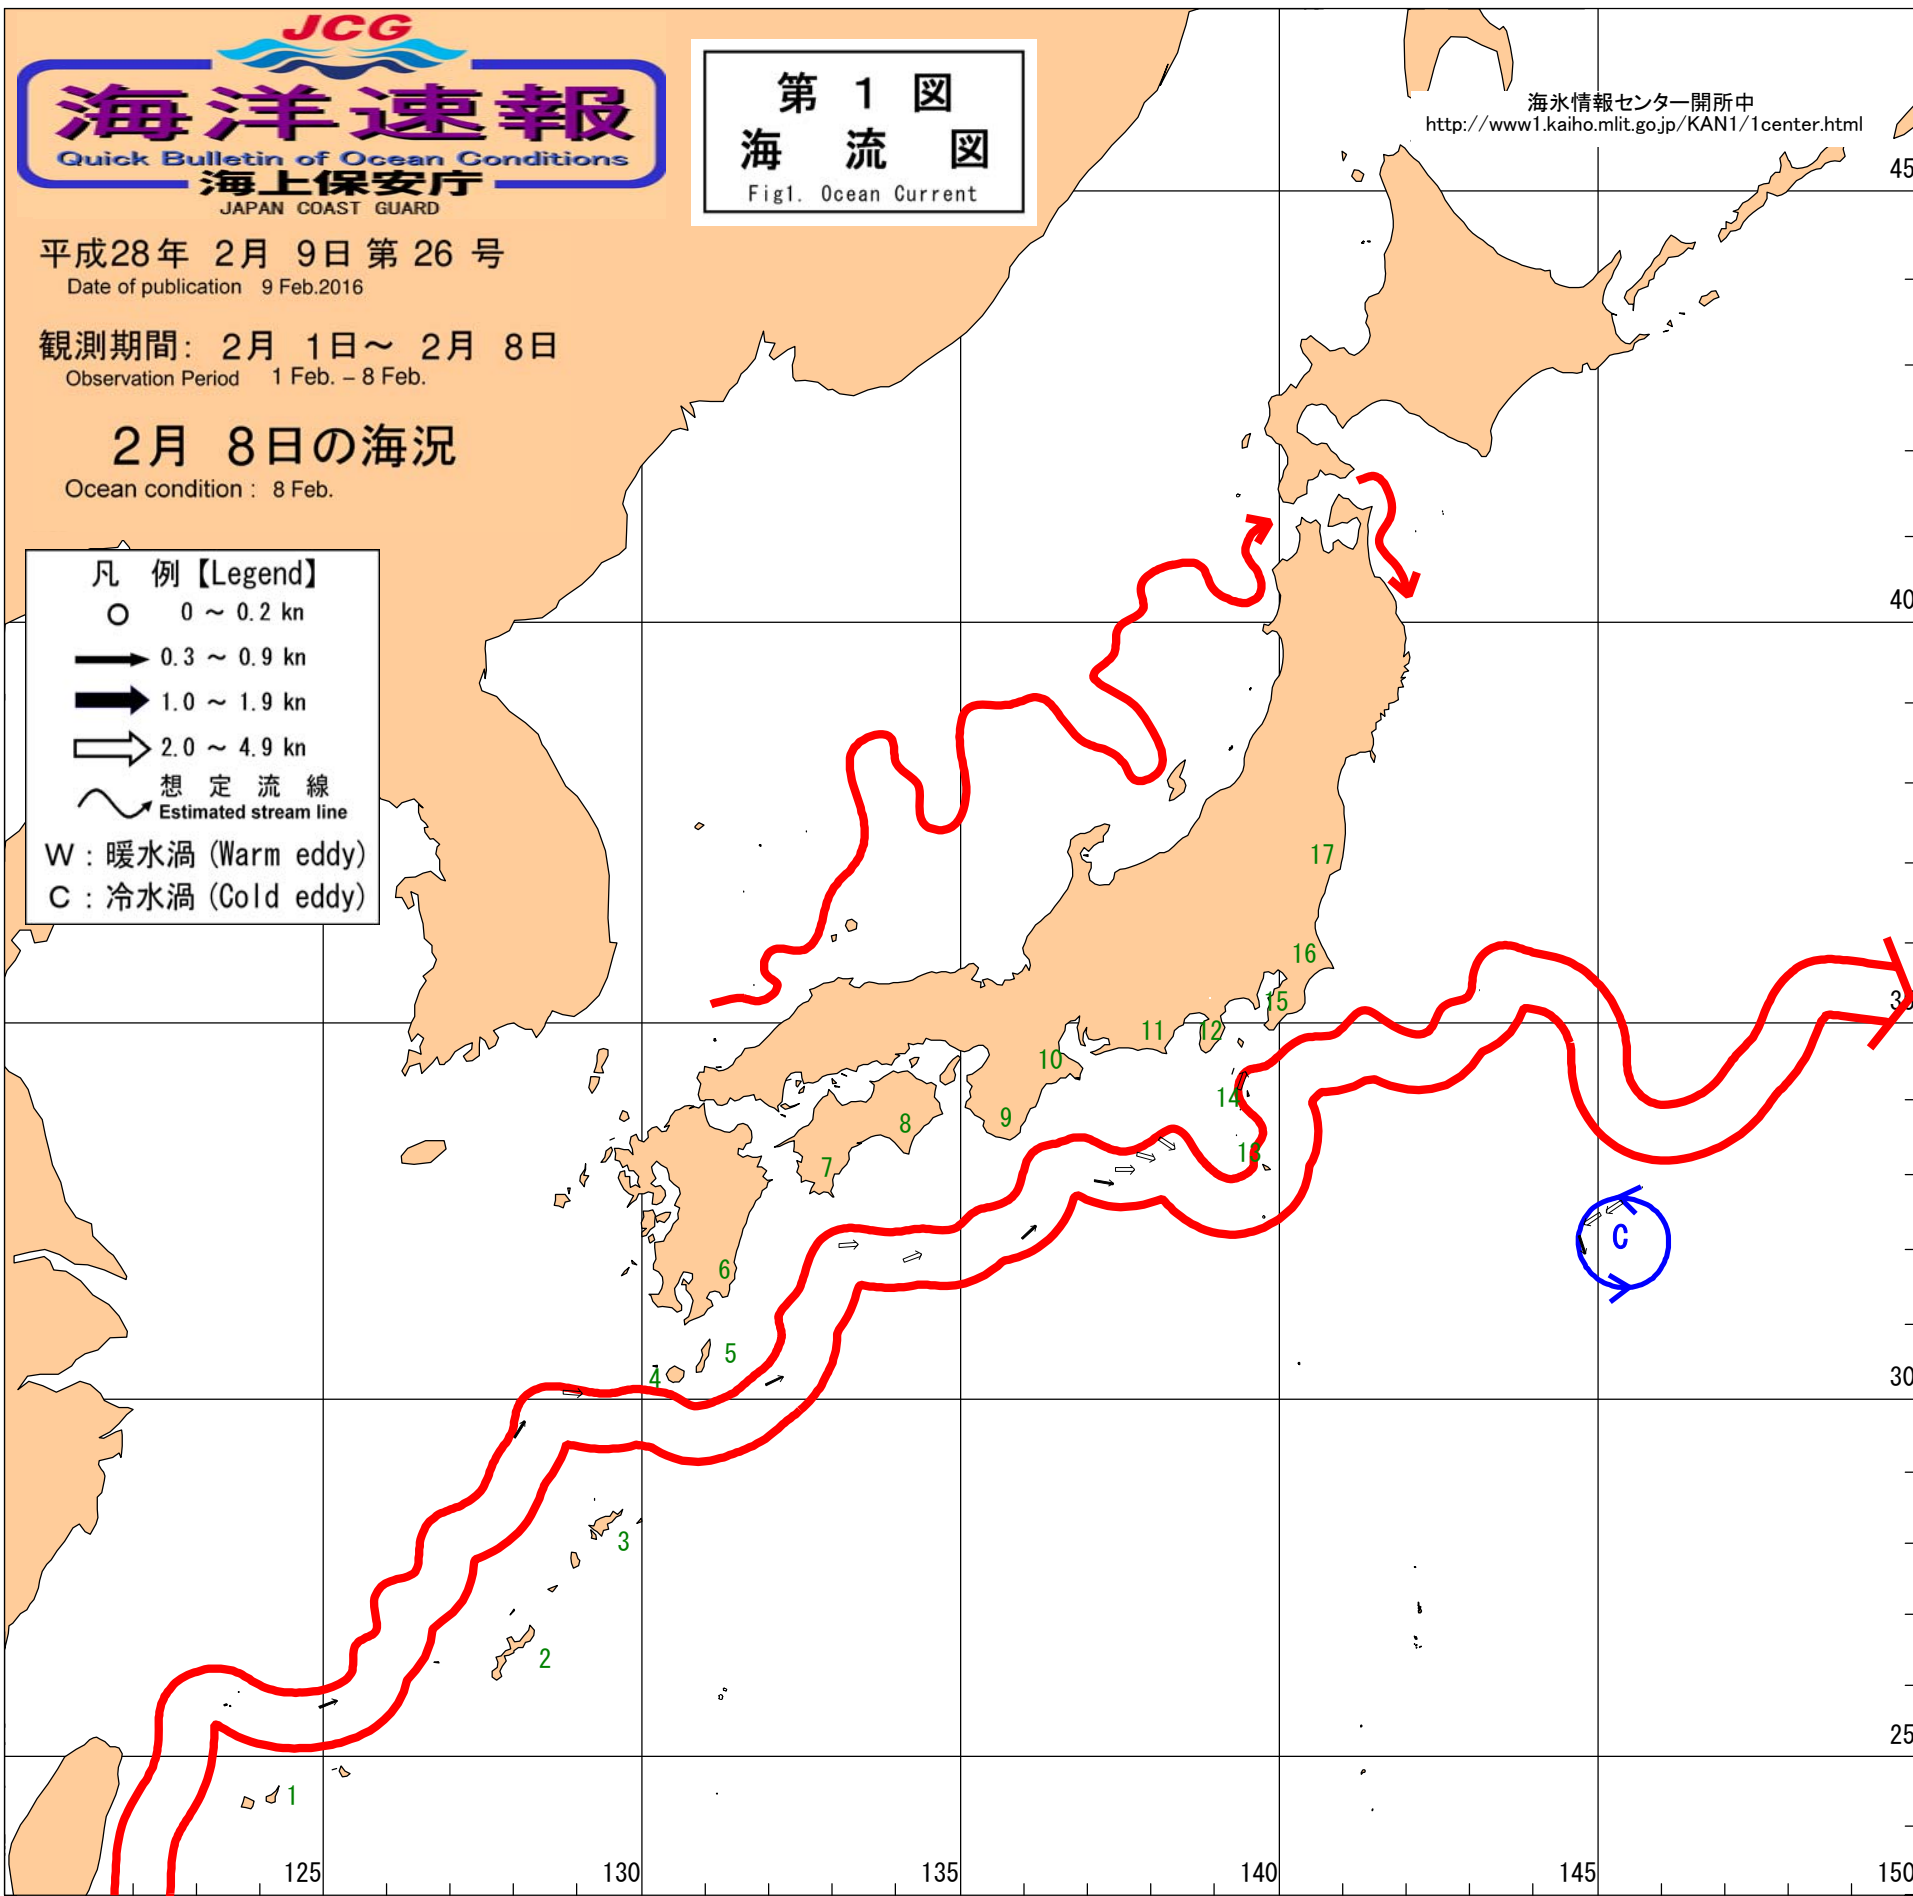 JCG
海洋速報
Quick Bulletin of Ocean Conditions
海上保安庁
JAPAN COAST GUARD
第 1 図
海 流 図
Fig1. Ocean Current
海氷情報センター開所中
http://www1.kaiho.mlit.go.jp/KAN1/1center.html
平成28年 2月 9日 第 26 号
Date of publication 9 Feb.2016
観測期間: 2月 1日～ 2月 8日
Observation Period 1 Feb. – 8 Feb.
2月 8日の海況
Ocean condition : 8 Feb.
凡 例【Legend】
0 ～ 0.2 kn
0.3 ～ 0.9 kn
1.0 ～ 1.9 kn
2.0 ～ 4.9 kn
想 定 流 線
Estimated stream line
W : 暖水渦 (Warm eddy)
C : 冷水渦 (Cold eddy)
45
40
17
16
15
12
11
10
14
9
8
13
7
C
6
5
4
30
3
2
25
1
125
130
135
140
145
150